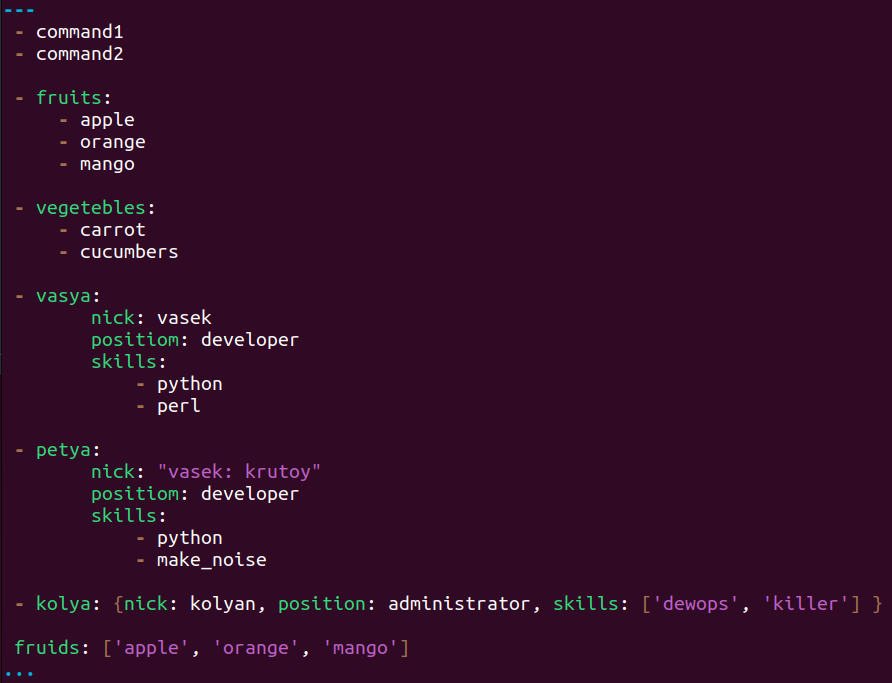 ---
- command1
- command2
- fruits:
- apple
- orange
- mango
- vegetebles:
- carrot
- cucumbers
- vasya:
nick: vasek
positiom: developer
skills:
- python
- perl
- petya:
nick: "vasek: krutoy"
positiom: developer
skills:
- python
- make_noise
- kolya: {nick: kolyan, position: administrator, skills: ['dewops', 'killer'] }
fruids: ['apple', 'orange', 'mango']
...